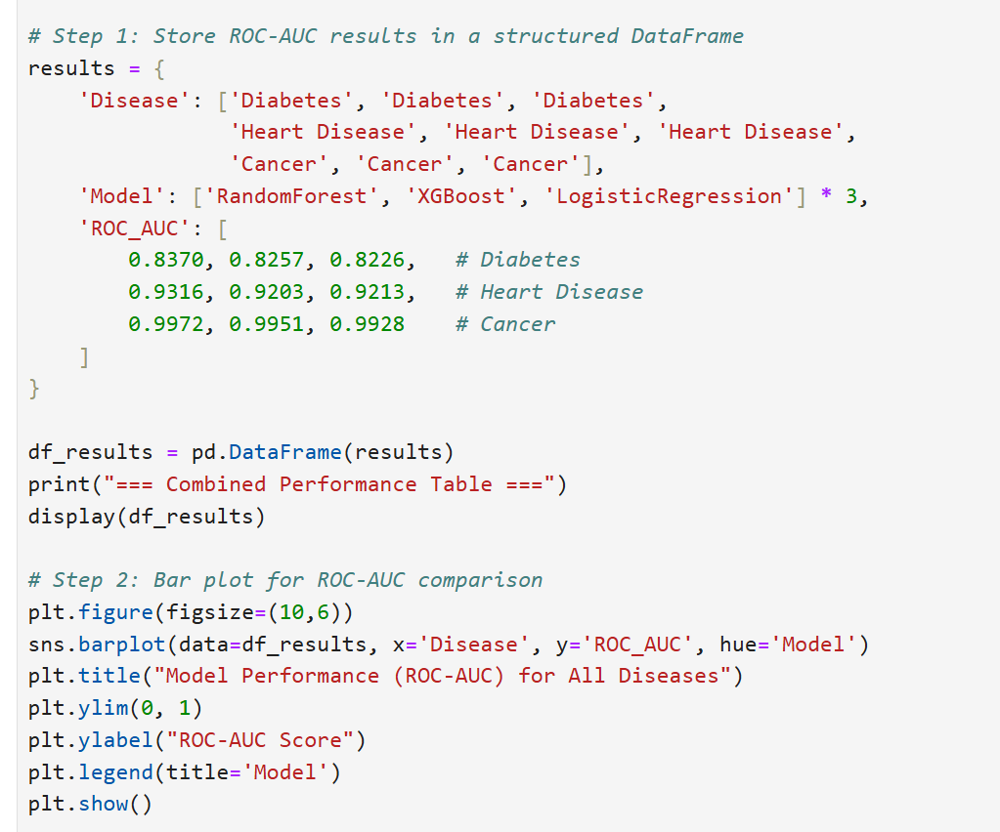 # Step 1: Store ROC-AUC results in a structured DataFrame
results = {
    'Disease': ['Diabetes', 'Diabetes', 'Diabetes',
                'Heart Disease', 'Heart Disease', 'Heart Disease',
                'Cancer', 'Cancer', 'Cancer'],
    'Model': ['RandomForest', 'XGBoost', 'LogisticRegression'] * 3,
    'ROC_AUC': [
        0.8370, 0.8257, 0.8226,   # Diabetes
        0.9316, 0.9203, 0.9213,   # Heart Disease
        0.9972, 0.9951, 0.9928    # Cancer
    ]
}

df_results = pd.DataFrame(results)
print("=== Combined Performance Table ===")
display(df_results)

# Step 2: Bar plot for ROC-AUC comparison
plt.figure(figsize=(10,6))
sns.barplot(data=df_results, x='Disease', y='ROC_AUC', hue='Model')
plt.title("Model Performance (ROC-AUC) for All Diseases")
plt.ylim(0, 1)
plt.ylabel("ROC-AUC Score")
plt.legend(title='Model')
plt.show()